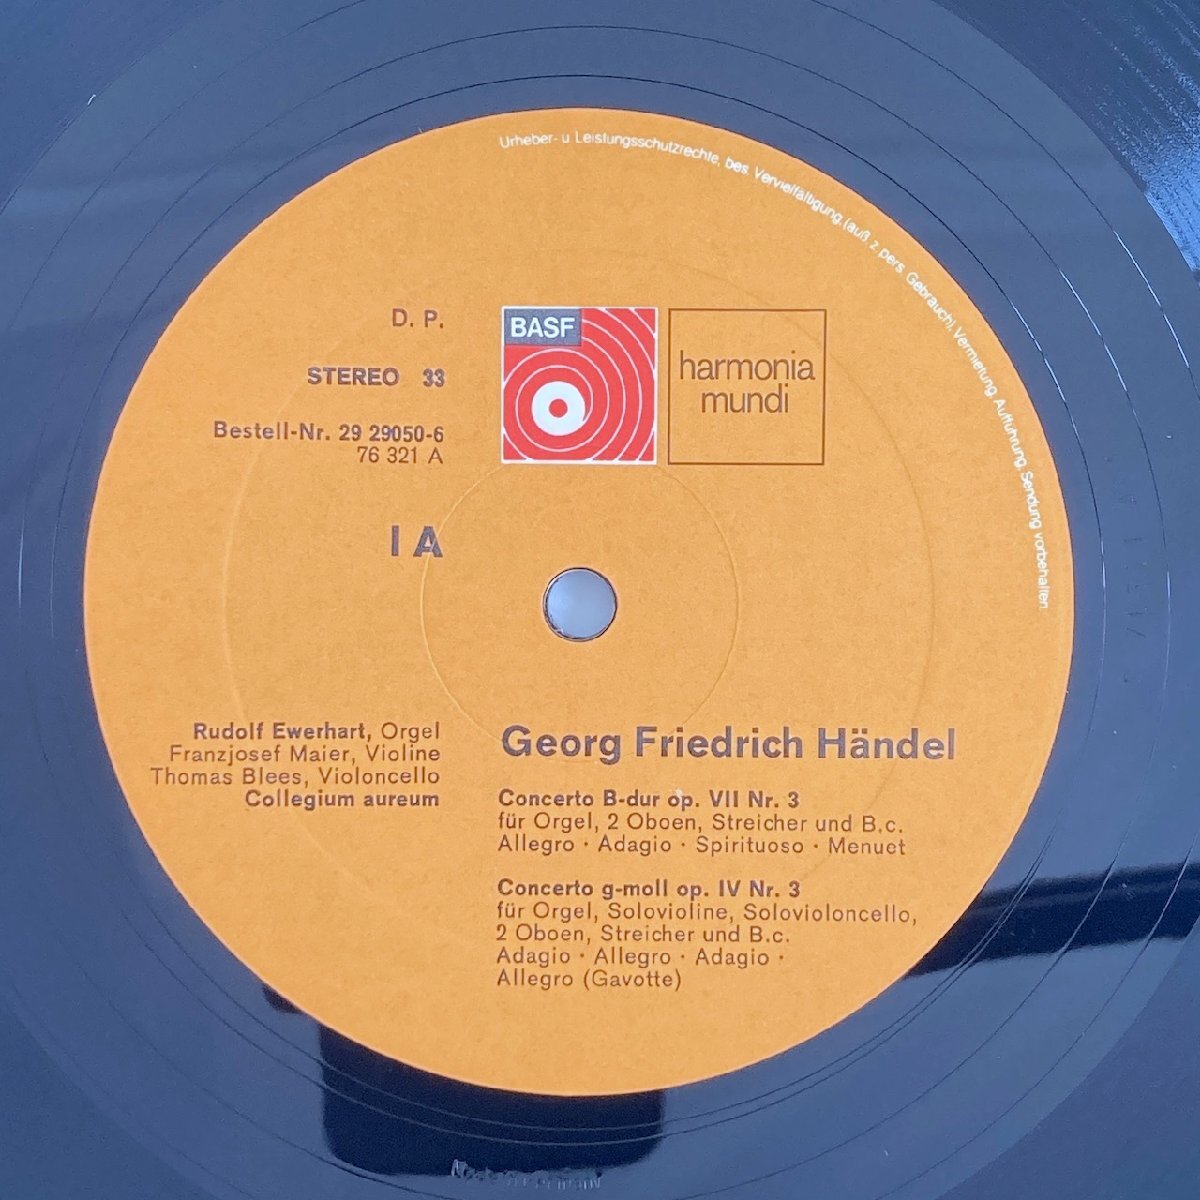 Urheber- u. Leistungsschutzrechte, bes. Vervielfältigung, (auß. z. pers. Gebrauch), Vermietung, Aufführung, Sendung vorbehalten.
D. P.
STEREO 33
Bestell-Nr. 29 29050-6
76 321 A
I A
BASF
harmonia
mundi
Rudolf Ewerhart, Orgel
Franzjosef Maier, Violine
Thomas Blees, Violoncello
Collegium aureum
Georg Friedrich Händel
Concerto B-dur op. VII Nr. 3
für Orgel, 2 Oboen, Streicher und B.c.
Allegro · Adagio · Spirituoso · Menuet
Concerto g-moll op. IV Nr. 3
für Orgel, Solovioline, Solovioloncello,
2 Oboen, Streicher und B.c.
Adagio · Allegro · Adagio ·
Allegro (Gavotte)